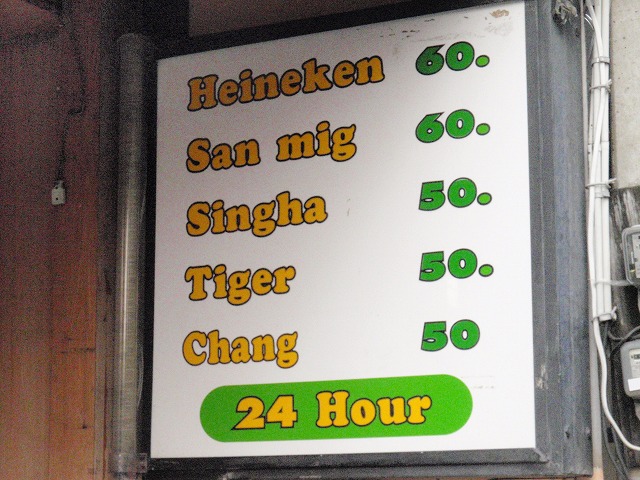 Heineken 60.
San mig 60.
Singha 50.
Tiger 50.
Chang 50
24 Hour